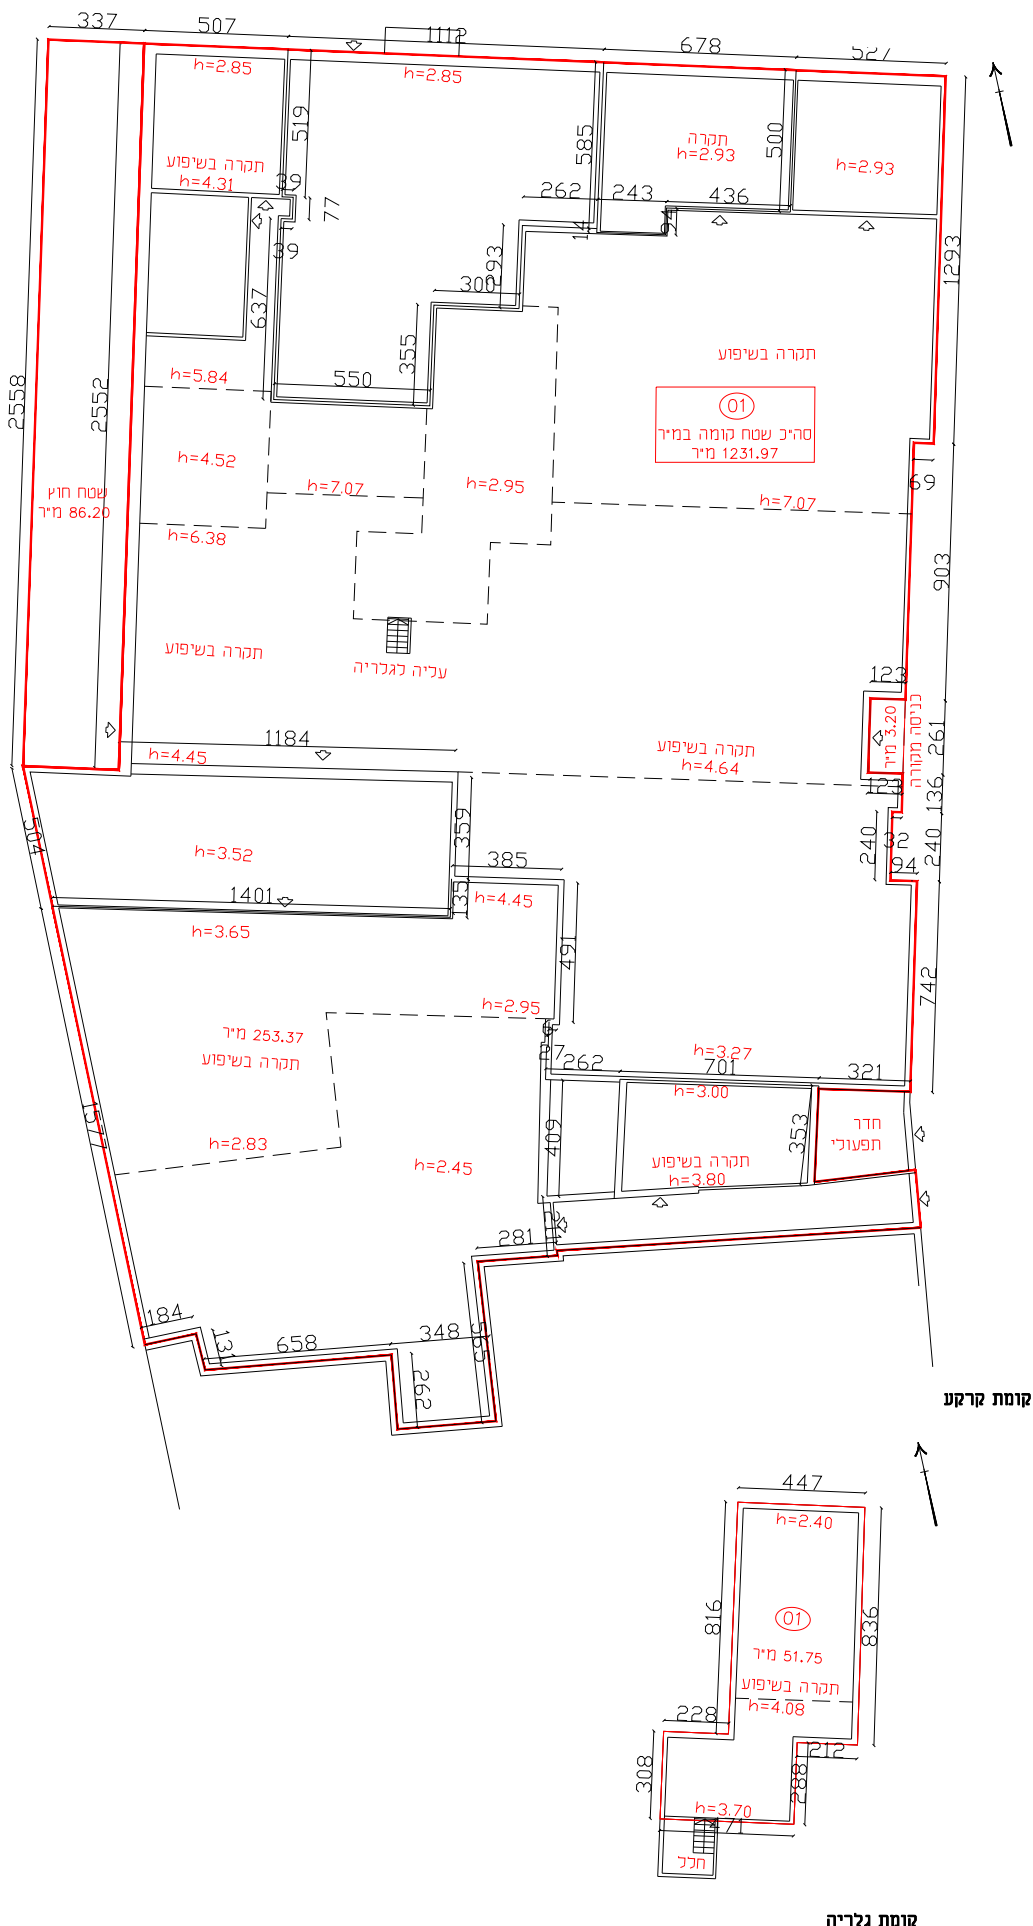 337
507
1112
678
527
h=2.85
h=2.85
519
585
תקרה
h=2.93
500
h=2.93
תקרה בשיפוע
h=4.31
39
77
262
243
436
94
14
39
293
1293
300
637
355
תקרה בשיפוע
h=5.84
550
2558
2552
01
סה"כ שטח קומה במ"ר
1231.97 מ"ר
h=4.52
h=7.07
h=2.95
69
שטח חוץ
86.20 מ"ר
h=7.07
h=6.38
903
תקרה בשיפוע
עליה לגלריה
123
כניסה מקורה
3.20 מ"ר
261
1184
h=4.45
תקרה בשיפוע
h=4.64
123
136
504
359
32
240
240
h=3.52
385
94
1401
135
h=4.45
h=3.65
491
742
h=2.95
253.37 מ"ר
תקרה בשיפוע
27
262
h=3.27
701
321
h=3.00
1577
409
353
חדר
תפעולי
h=2.83
h=2.45
תקרה בשיפוע
h=3.80
281
184
658
348
262
קומת קרקע
447
h=2.40
816
836
01
51.75 מ"ר
תקרה בשיפוע
h=4.08
228
212
308
288
h=3.70
471
חלל
קומת גלריה